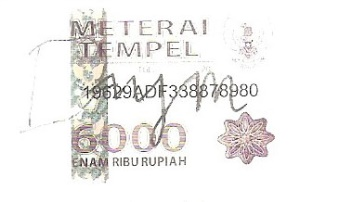 METERAI
TEMPEL
19629ADF338878980
6000
ENAM RIBU RUPIAH